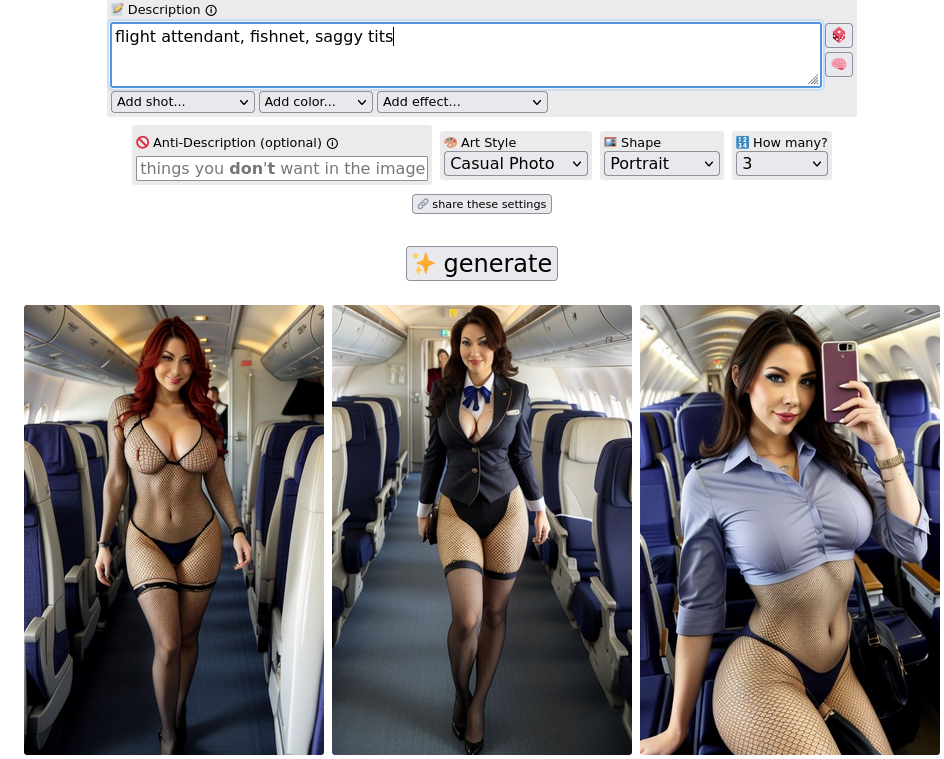 Description
flight attendant, fishnet, saggy tits
Add shot... Add color... Add effect...
Anti-Description (optional) Art Style Shape How many?
things you don't want in the image Casual Photo Portrait 3
share these settings
generate